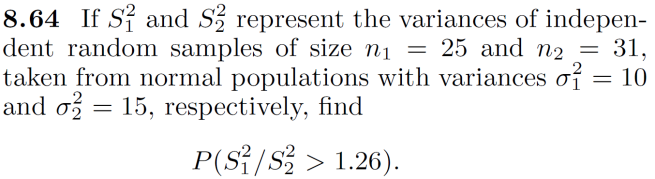 8.64 If S₁² and S₂² represent the variances of indepen-
dent random samples of size n₁ = 25 and n₂ = 31,
taken from normal populations with variances σ₁² = 10
and σ₂² = 15, respectively, find
P(S₁²/S₂² > 1.26).